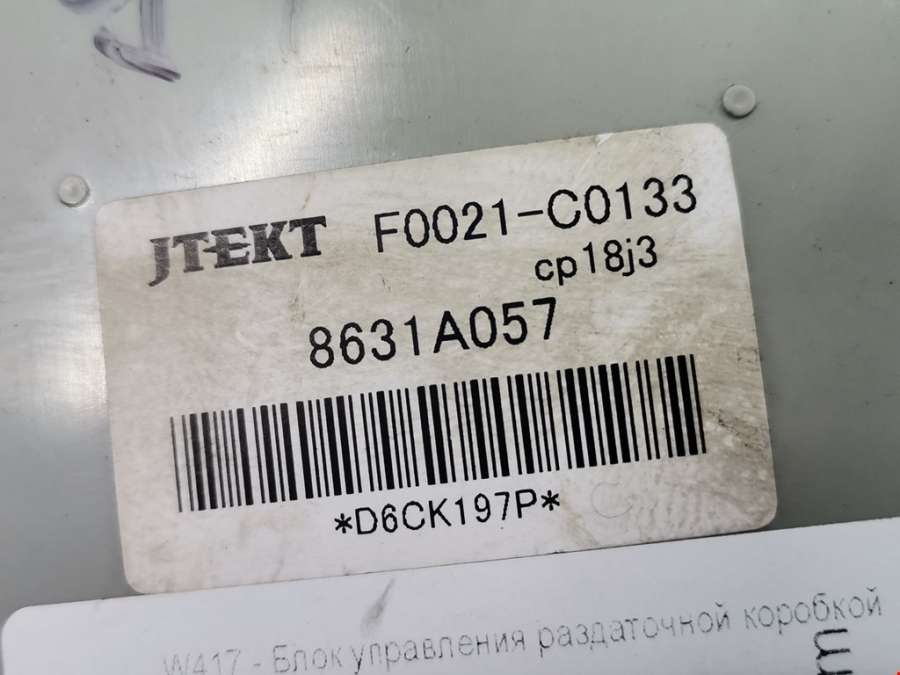 JTEKT F0021-C0133
cp18j3
8631A057
*D6CK197P*
W417 - Блок управления раздаточной коробкой
m